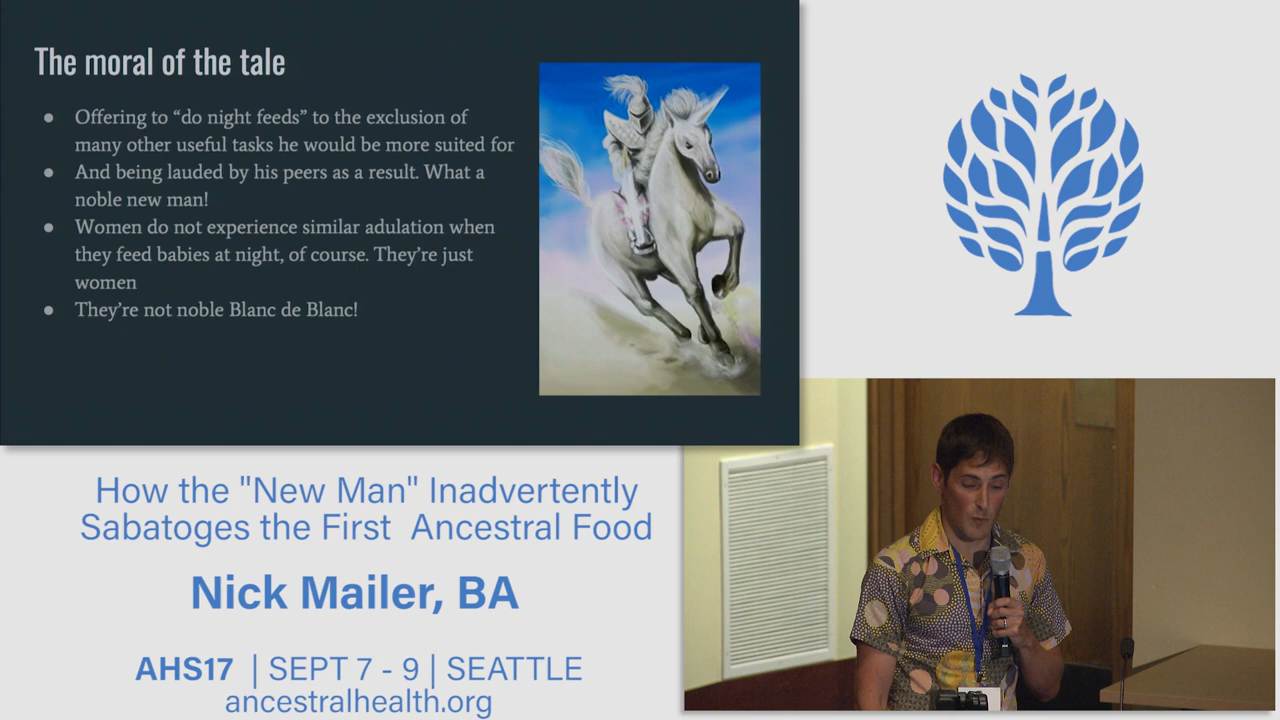 The moral of the tale
● Offering to “do night feeds” to the exclusion of
many other useful tasks he would be more suited for
● And being lauded by his peers as a result. What a
noble new man!
● Women do not experience similar adulation when
they feed babies at night, of course. They’re just
women
● They’re not noble Blanc de Blanc!
How the "New Man" Inadvertently
Sabatoges the First Ancestral Food
Nick Mailer, BA
AHS17 | SEPT 7 - 9 | SEATTLE
ancestralhealth.org